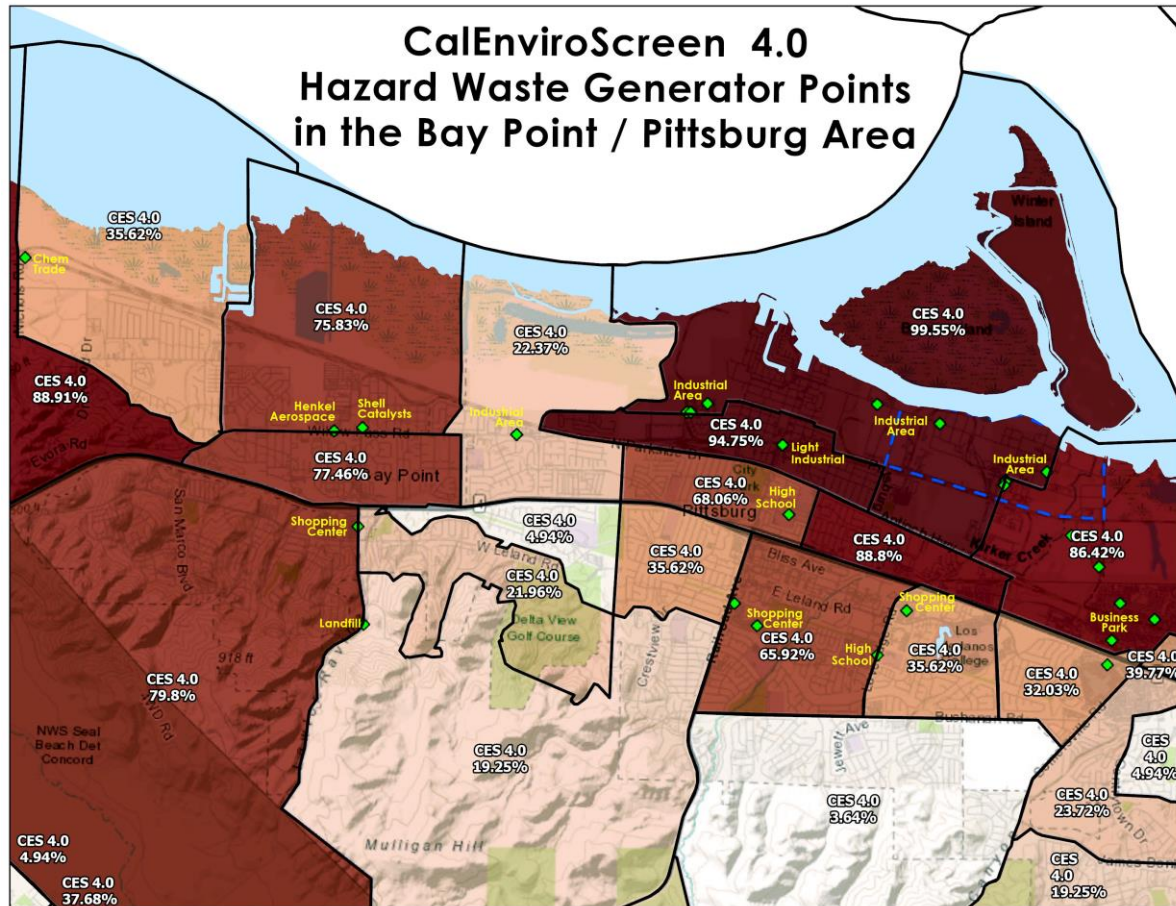 CalEnviroScreen 4.0
Hazard Waste Generator Points
in the Bay Point / Pittsburg Area
Winter
Island
CES 4.0
35.62%
Chem
Trade
CES 4.0
75.83%
CES 4.0
22.37%
CES 4.0
99.55%
CES 4.0
88.91%
Evora Rd
Henkel
Aerospace
Shell
Catalysts
Industrial
Area
Industrial
Area
CES 4.0
94.75%
Light
Industrial
Industrial
Area
Industrial
Area
CES 4.0
77.46%
Bay Point
N Parkside Dr
City
Park
CES 4.0
68.06%
Pittsburg
High
School
Shopping
Center
San Marco Blvd
CES 4.0
4.94%
W Leland Rd
CES 4.0
21.96%
CES 4.0
35.62%
Bliss Ave
CES 4.0
88.8%
Kirker Creek
CES 4.0
86.42%
E Leland Rd
Shopping
Center
CES 4.0
65.92%
Shopping
Center
High
School
CES 4.0
35.62%
Business
Park
CES 4.0
39.77%
CES 4.0
32.03%
Landfill
Delta View
Golf Course
Crestview
918 ft
CES 4.0
79.8%
NWS Seal
Beach Det
Concord
CES 4.0
19.25%
Buchanan Rd
Jewett Ave
CES
4.0
4.94%
CES 4.0
3.64%
CES 4.0
23.72%
Mulligan Hill
CES 4.0
4.94%
CES 4.0
37.68%
CES
4.0
19.25%